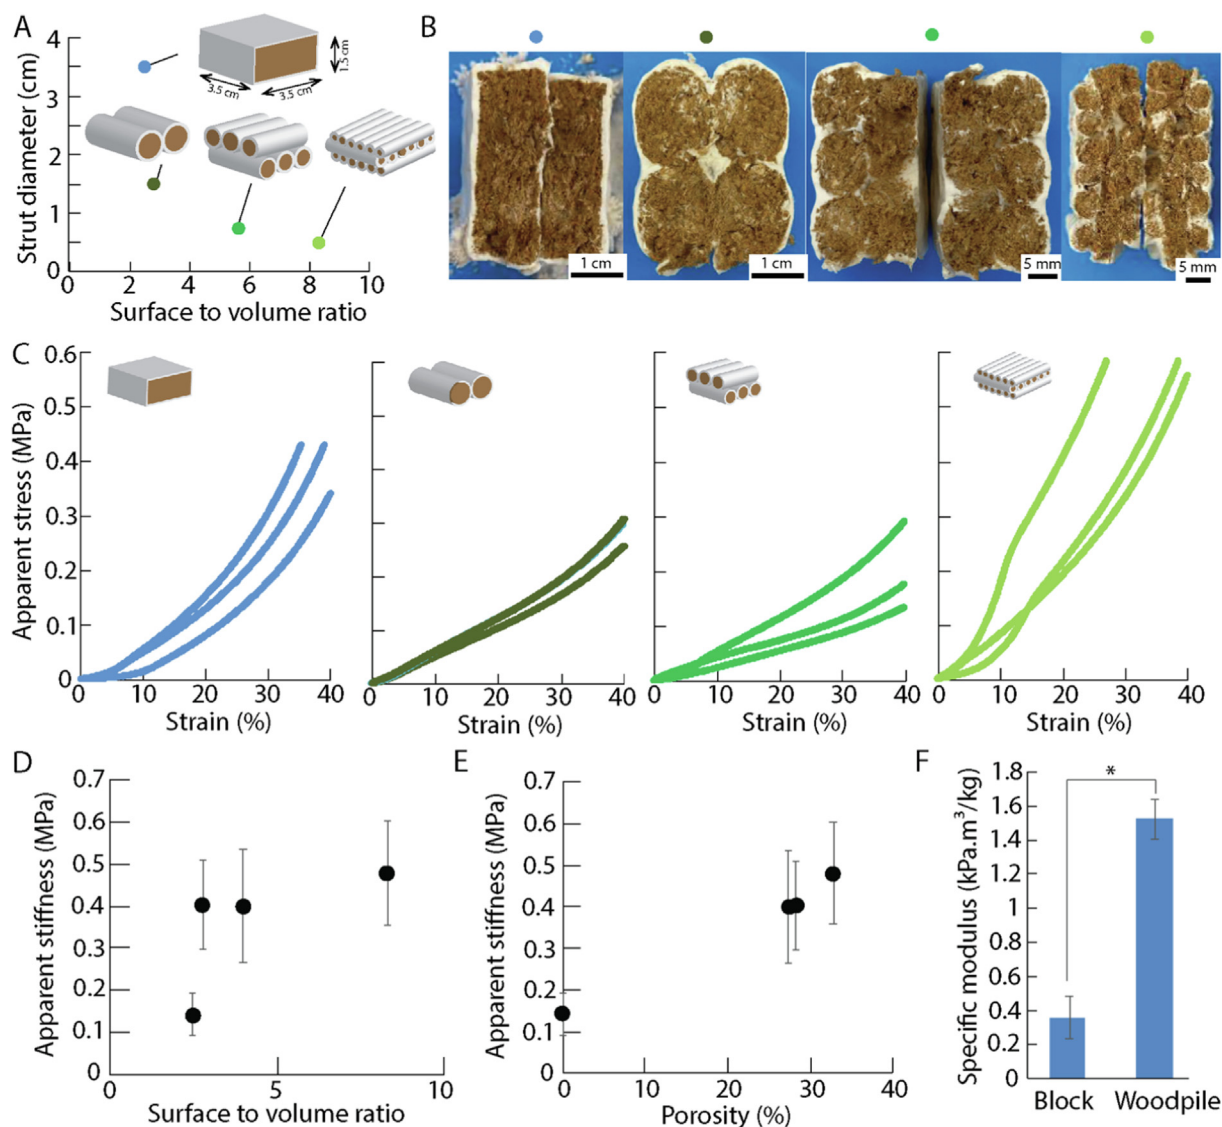 A
Strut diameter (cm)
4
3
2
1
0
0
2
4
6
8
10
Surface to volume ratio
3.5 cm
3.5 cm
1.5 cm
B
1 cm
1 cm
5 mm
5 mm
C
Apparent stress (MPa)
0.6
0.5
0.4
0.3
0.2
0.1
0
0
10
20
30
40
Strain (%)
0
10
20
30
40
Strain (%)
0
10
20
30
40
Strain (%)
0
10
20
30
40
Strain (%)
D
Apparent stiffness (MPa)
0.7
0.6
0.5
0.4
0.3
0.2
0.1
0
0
5
10
Surface to volume ratio
E
Apparent stiffness (MPa)
0.7
0.6
0.5
0.4
0.3
0.2
0.1
0
0
10
20
30
40
Porosity (%)
F
Specific modulus (kPa.m³/kg)
1.8
1.6
1.4
1.2
1
0.8
0.6
0.4
0.2
0
*
Block
Woodpile